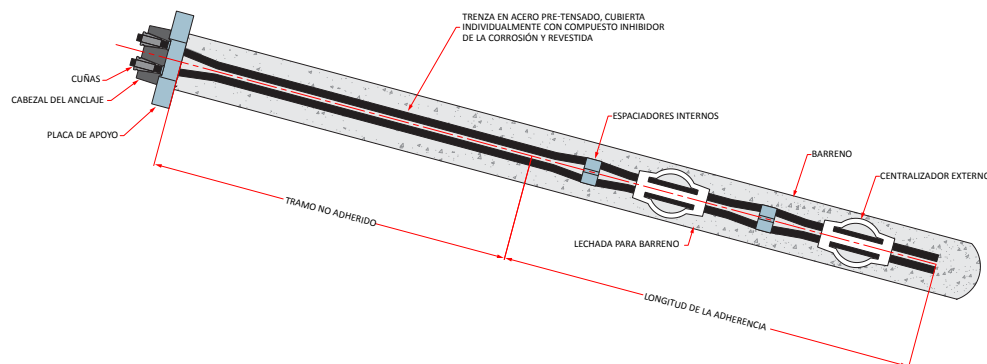 TRENZA EN ACERO PRE-TENSADO, CUBIERTA
INDIVIDUALMENTE CON COMPUESTO INHIBIDOR
DE LA CORROSIÓN Y REVESTIDA
CUÑAS
CABEZAL DEL ANCLAJE
PLACA DE APOYO
ESPACIADORES INTERNOS
BARRENO
CENTRALIZADOR EXTERNO
TRAMO NO ADHERIDO
LECHADA PARA BARRENO
LONGITUD DE LA ADHERENCIA